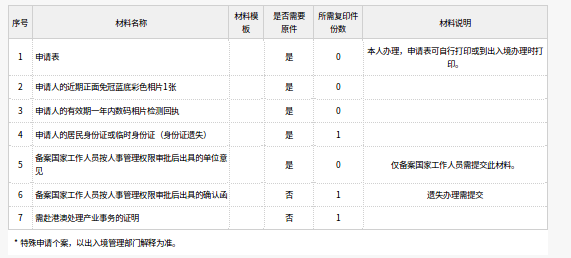 序号 材料名称 材料模板 是否需要原件 所需复印件份数 材料说明
1 申请表 是 0 本人办理，申请表可自行打印或到出入境办理时打印。
2 申请人的近期正面免冠蓝底彩色相片1张 是 0
3 申请人的有效期一年内数码相片检测回执 是 0
4 申请人的居民身份证或临时身份证（身份证遗失） 是 1
5 备案国家工作人员按人事管理权限审批后出具的单位意见 是 0 仅备案国家工作人员需提交此材料。
6 备案国家工作人员按人事管理权限审批后出具的确认函 否 1 遗失办理需提交
7 需赴港澳处理产业事务的证明 否 1
* 特殊申请个案，以出入境管理部门解释为准。